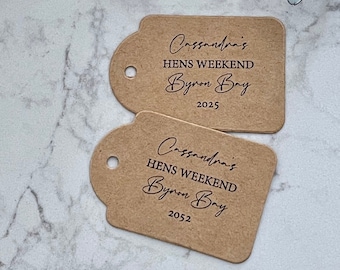 Cassandra's
HENS WEEKEND
Byron Bay
2025
Cassandra's
HENS WEEKEND
Byron Bay
2052